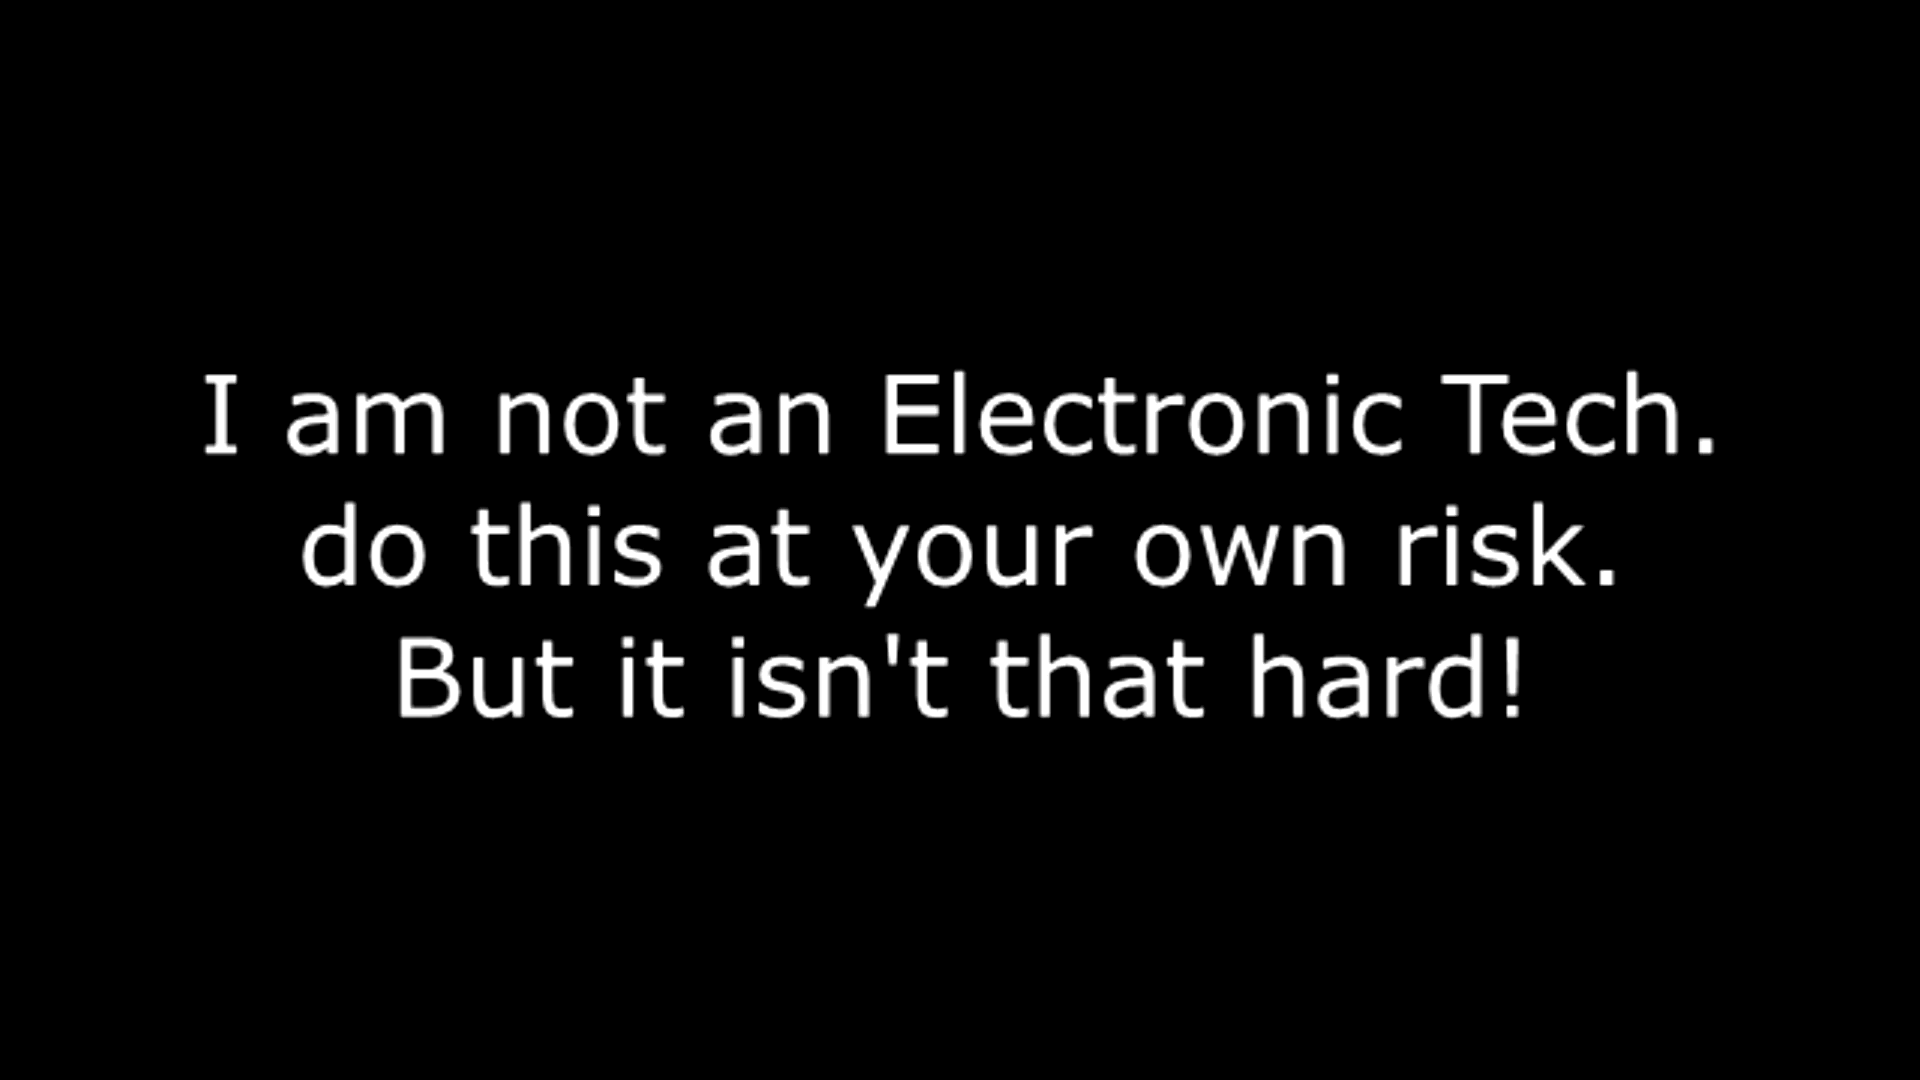 I am not an Electronic Tech.
do this at your own risk.
But it isn't that hard!